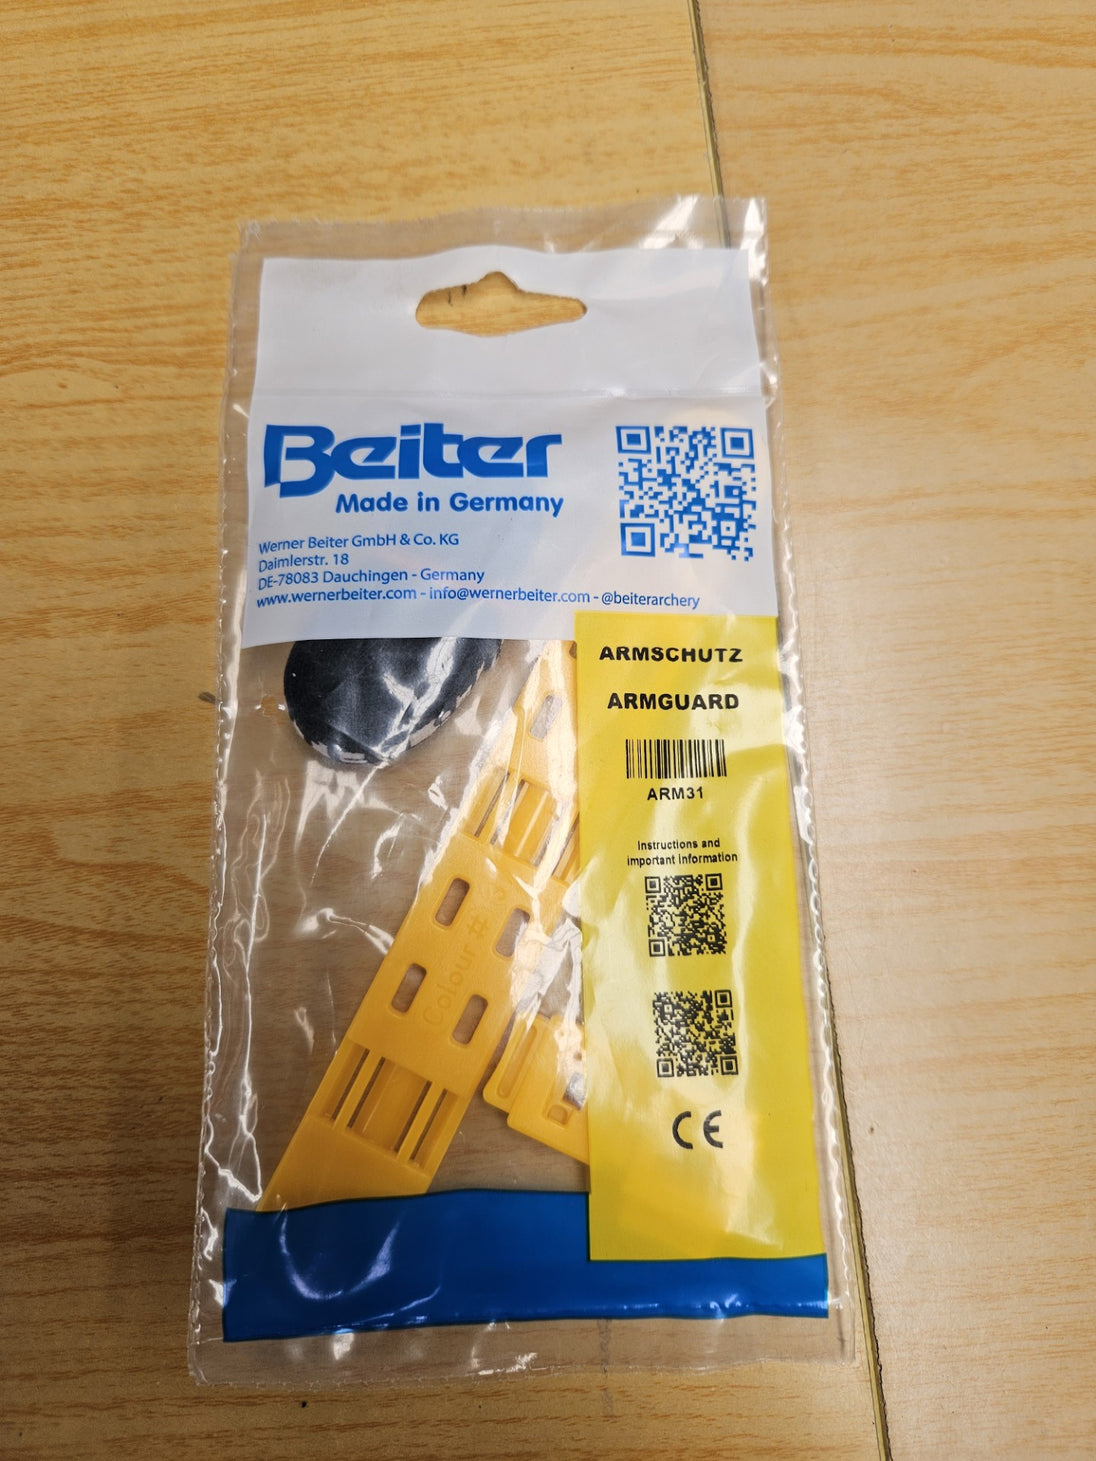 Beiter
Made in Germany
Werner Beiter GmbH & Co. KG
Daimlerstr. 18
DE-78083 Dauchingen - Germany
www.wernerbeiter.com - info@wernerbeiter.com - @beiterarchery
ARMSCHUTZ
ARMGUARD
ARM31
Instructions and
important information
CE
Colour #